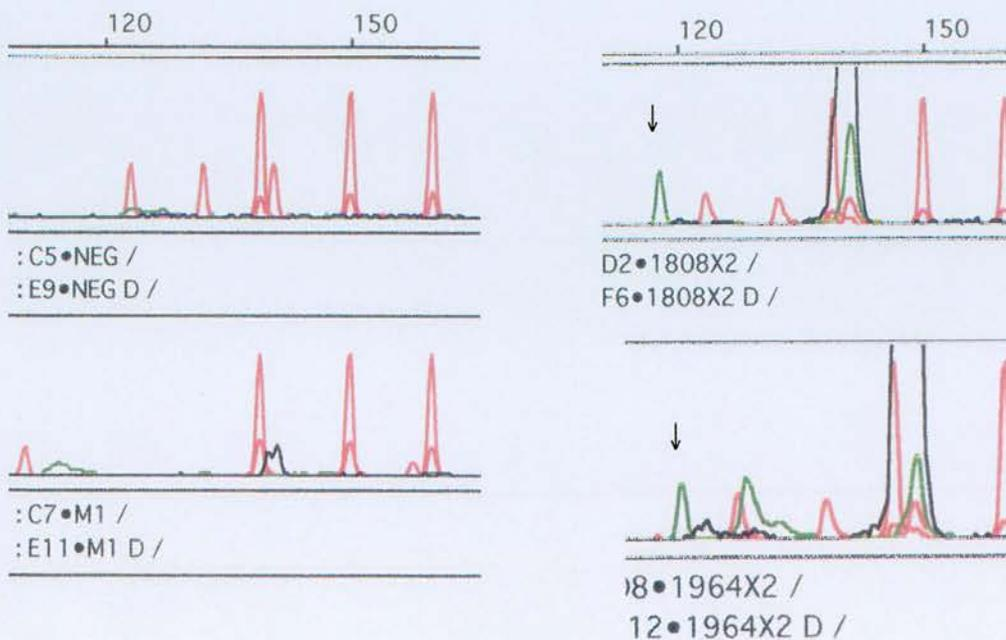 120 150
:C5•NEG /
:E9•NEG D /
:C7•M1 /
:E11•M1 D /
120 150
D2•1808X2 /
F6•1808X2 D /
8•1964X2 /
12•1964X2 D /